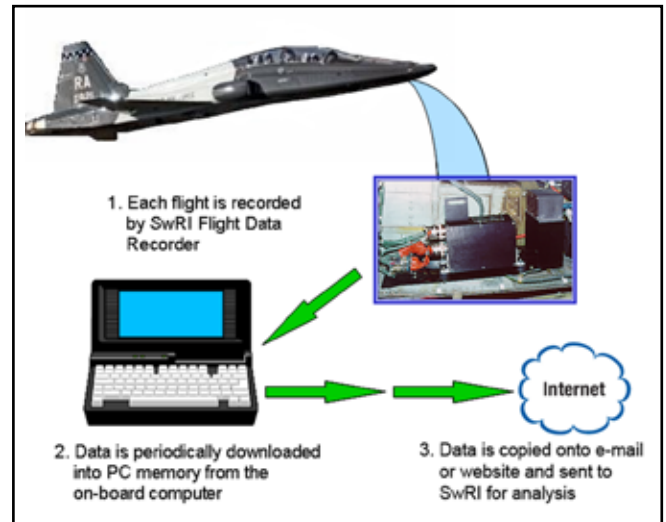 RA
1. Each flight is recorded
by SwRI Flight Data
Recorder
Internet
2. Data is periodically downloaded
into PC memory from the
on-board computer
3. Data is copied onto e-mail
or website and sent to
SwRI for analysis